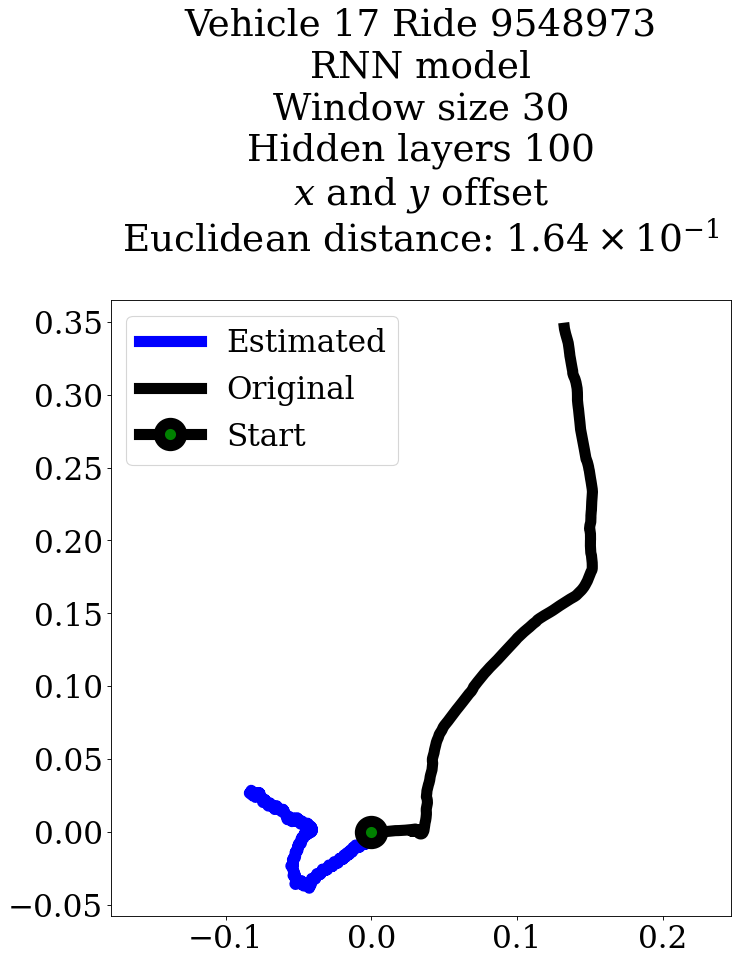 Vehicle 17 Ride 9548973
RNN model
Window size 30
Hidden layers 100
x and y offset
Euclidean distance: 1.64 × 10⁻¹
Estimated
Original
Start
0.35
0.30
0.25
0.20
0.15
0.10
0.05
0.00
−0.05
−0.1 0.0 0.1 0.2